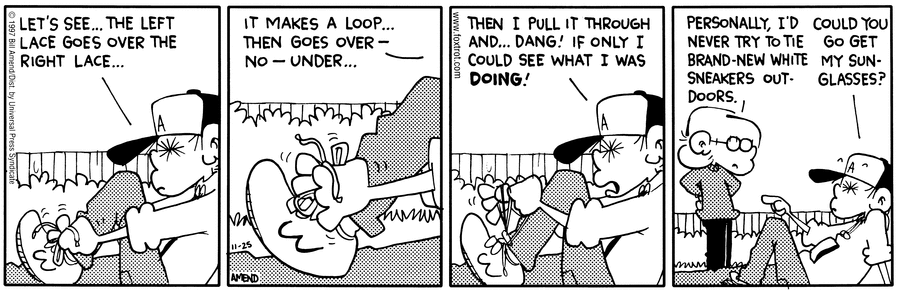 © 1997 Bill Amend/Dist. by Universal Press Syndicate
LET'S SEE... THE LEFT
LACE GOES OVER THE
RIGHT LACE...
A
IT MAKES A LOOP...
THEN GOES OVER –
NO – UNDER...
11-25
AMEND
www.foxtrot.com
THEN I PULL IT THROUGH
AND... DANG! IF ONLY I
COULD SEE WHAT I WAS
DOING!
A
PERSONALLY, I'D
NEVER TRY TO TIE
BRAND-NEW WHITE
SNEAKERS OUT-
DOORS.
COULD YOU
GO GET
MY SUN-
GLASSES?
A